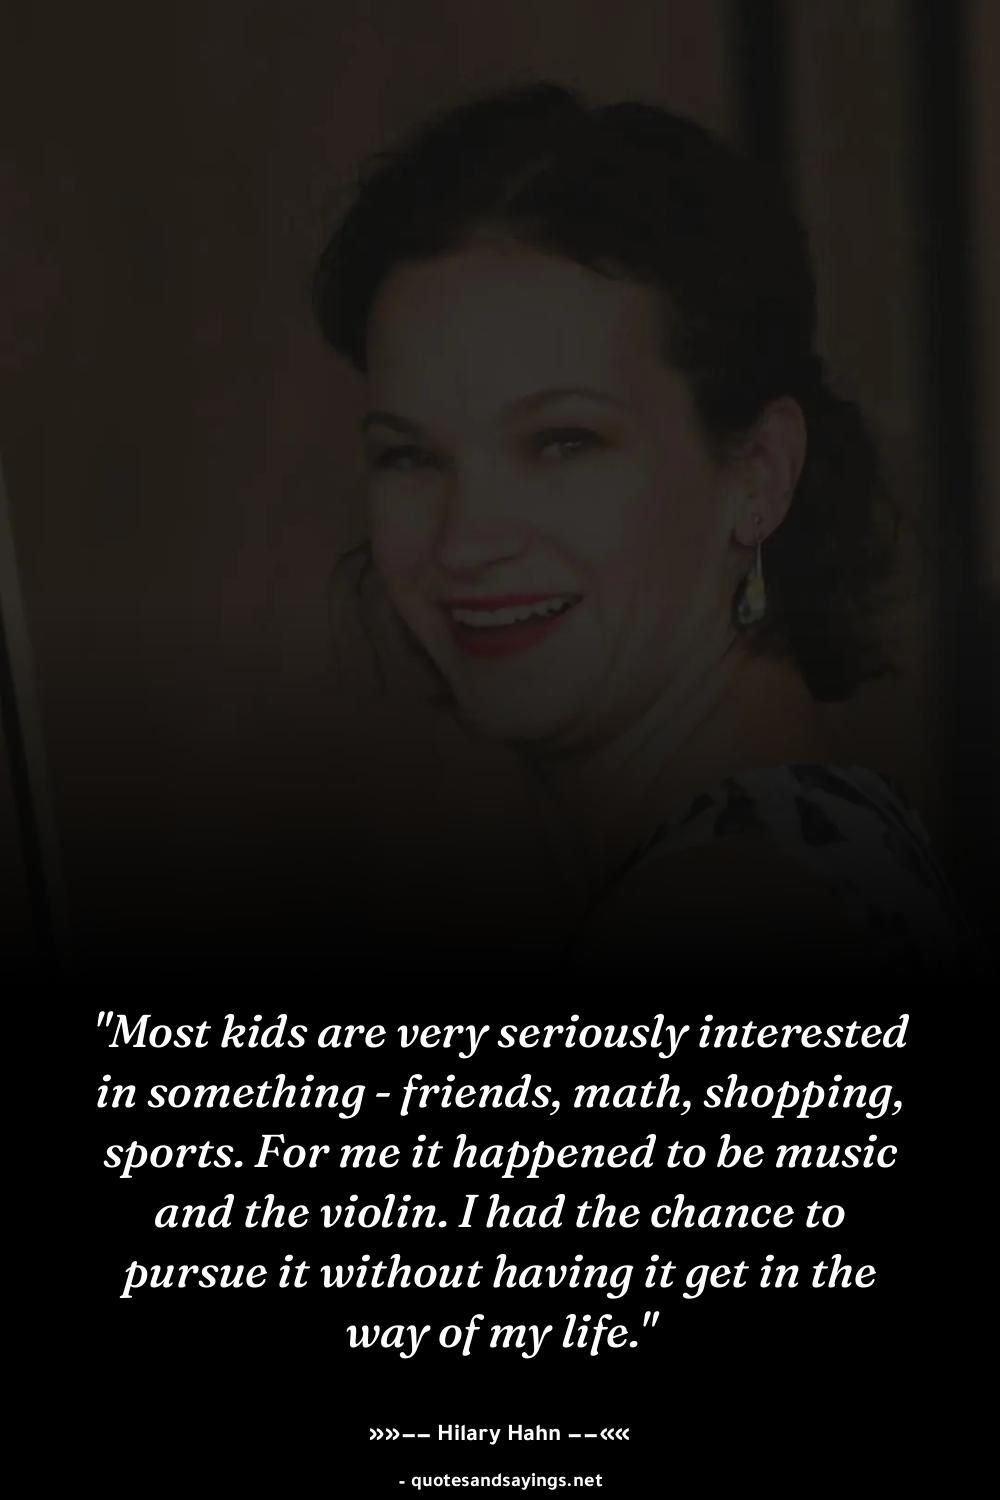 "Most kids are very seriously interested
in something - friends, math, shopping,
sports. For me it happened to be music
and the violin. I had the chance to
pursue it without having it get in the
way of my life."
»»–– Hilary Hahn ––««
- quotesandsayings.net